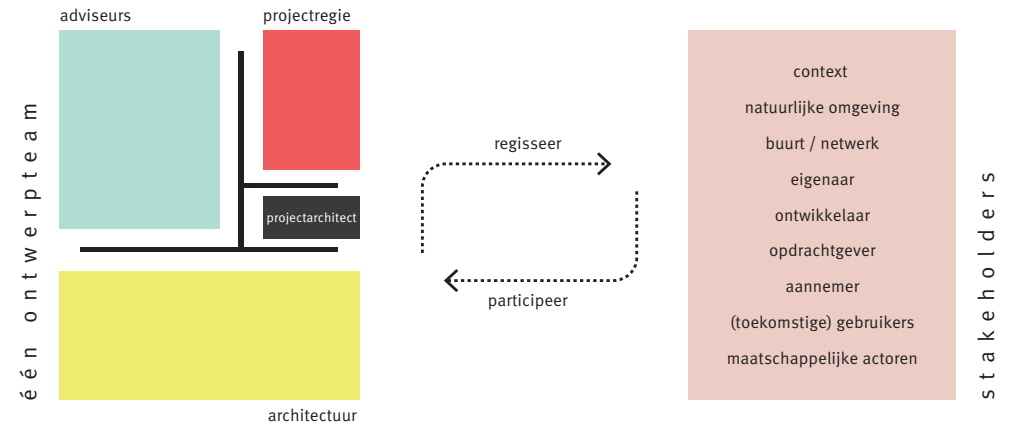 adviseurs
projectregie
één ontwerpteam
projectarchitect
architectuur
regisseer
participeer
context
natuurlijke omgeving
buurt / netwerk
eigenaar
ontwikkelaar
opdrachtgever
aannemer
(toekomstige) gebruikers
maatschappelijke actoren
stakeholders